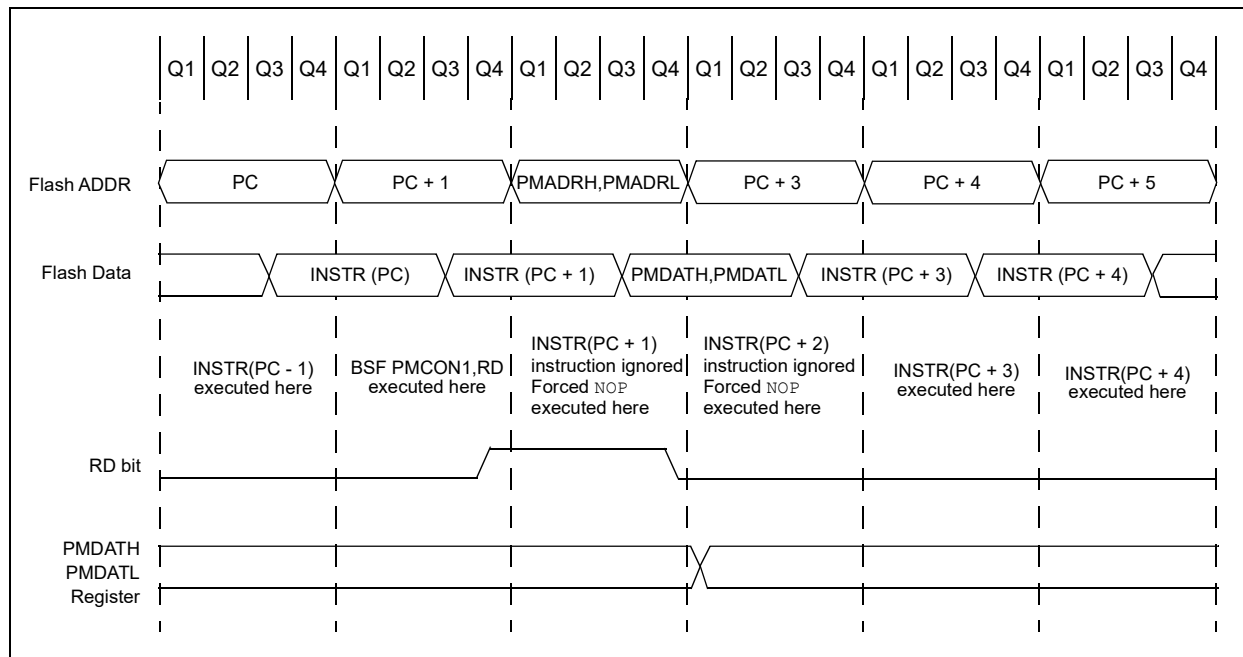 Q1 Q2 Q3 Q4 Q1 Q2 Q3 Q4 Q1 Q2 Q3 Q4 Q1 Q2 Q3 Q4 Q1 Q2 Q3 Q4 Q1 Q2 Q3 Q4
Flash ADDR PC PC + 1 PMADRH,PMADRL PC + 3 PC + 4 PC + 5
Flash Data INSTR (PC) INSTR (PC + 1) PMDATH,PMDATL INSTR (PC + 3) INSTR (PC + 4)
INSTR(PC - 1)
executed here
BSF PMCON1,RD
executed here
INSTR(PC + 1)
instruction ignored
Forced NOP
executed here
INSTR(PC + 2)
instruction ignored
Forced NOP
executed here
INSTR(PC + 3)
executed here
INSTR(PC + 4)
executed here
RD bit
PMDATH
PMDATL
Register